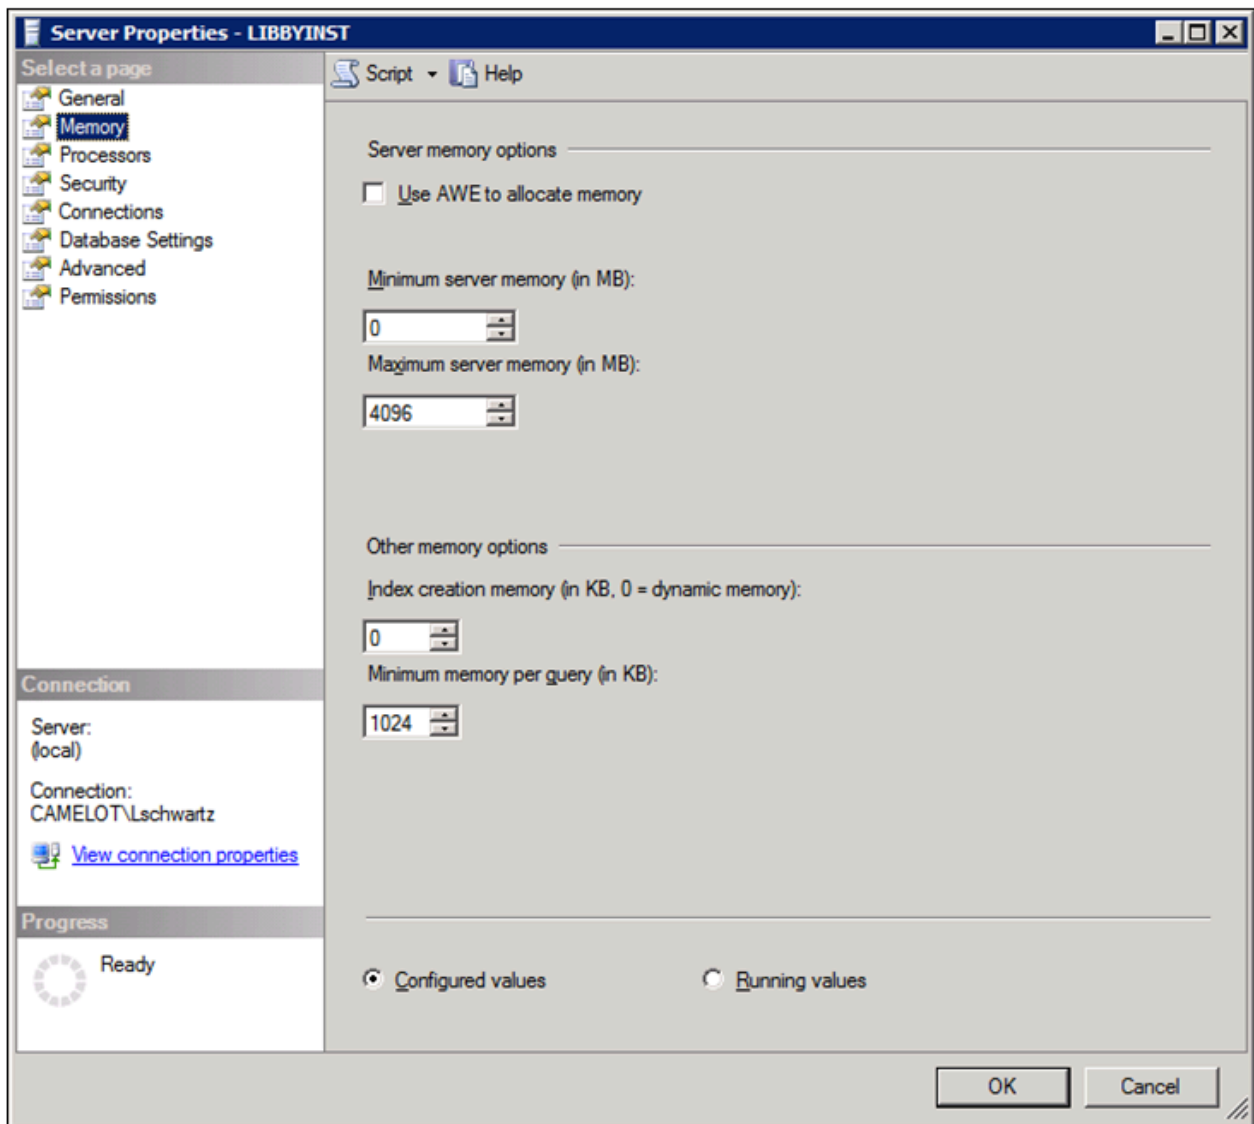 Server Properties - LIBBYINST
Select a page
General
Memory
Processors
Security
Connections
Database Settings
Advanced
Permissions
Connection
Server:
(local)
Connection:
CAMELOT\Lschwartz
View connection properties
Progress
Ready
Script Help
Server memory options
Use AWE to allocate memory
Minimum server memory (in MB):
0
Maximum server memory (in MB):
4096
Other memory options
Index creation memory (in KB, 0 = dynamic memory):
0
Minimum memory per query (in KB):
1024
Configured values Running values
OK Cancel